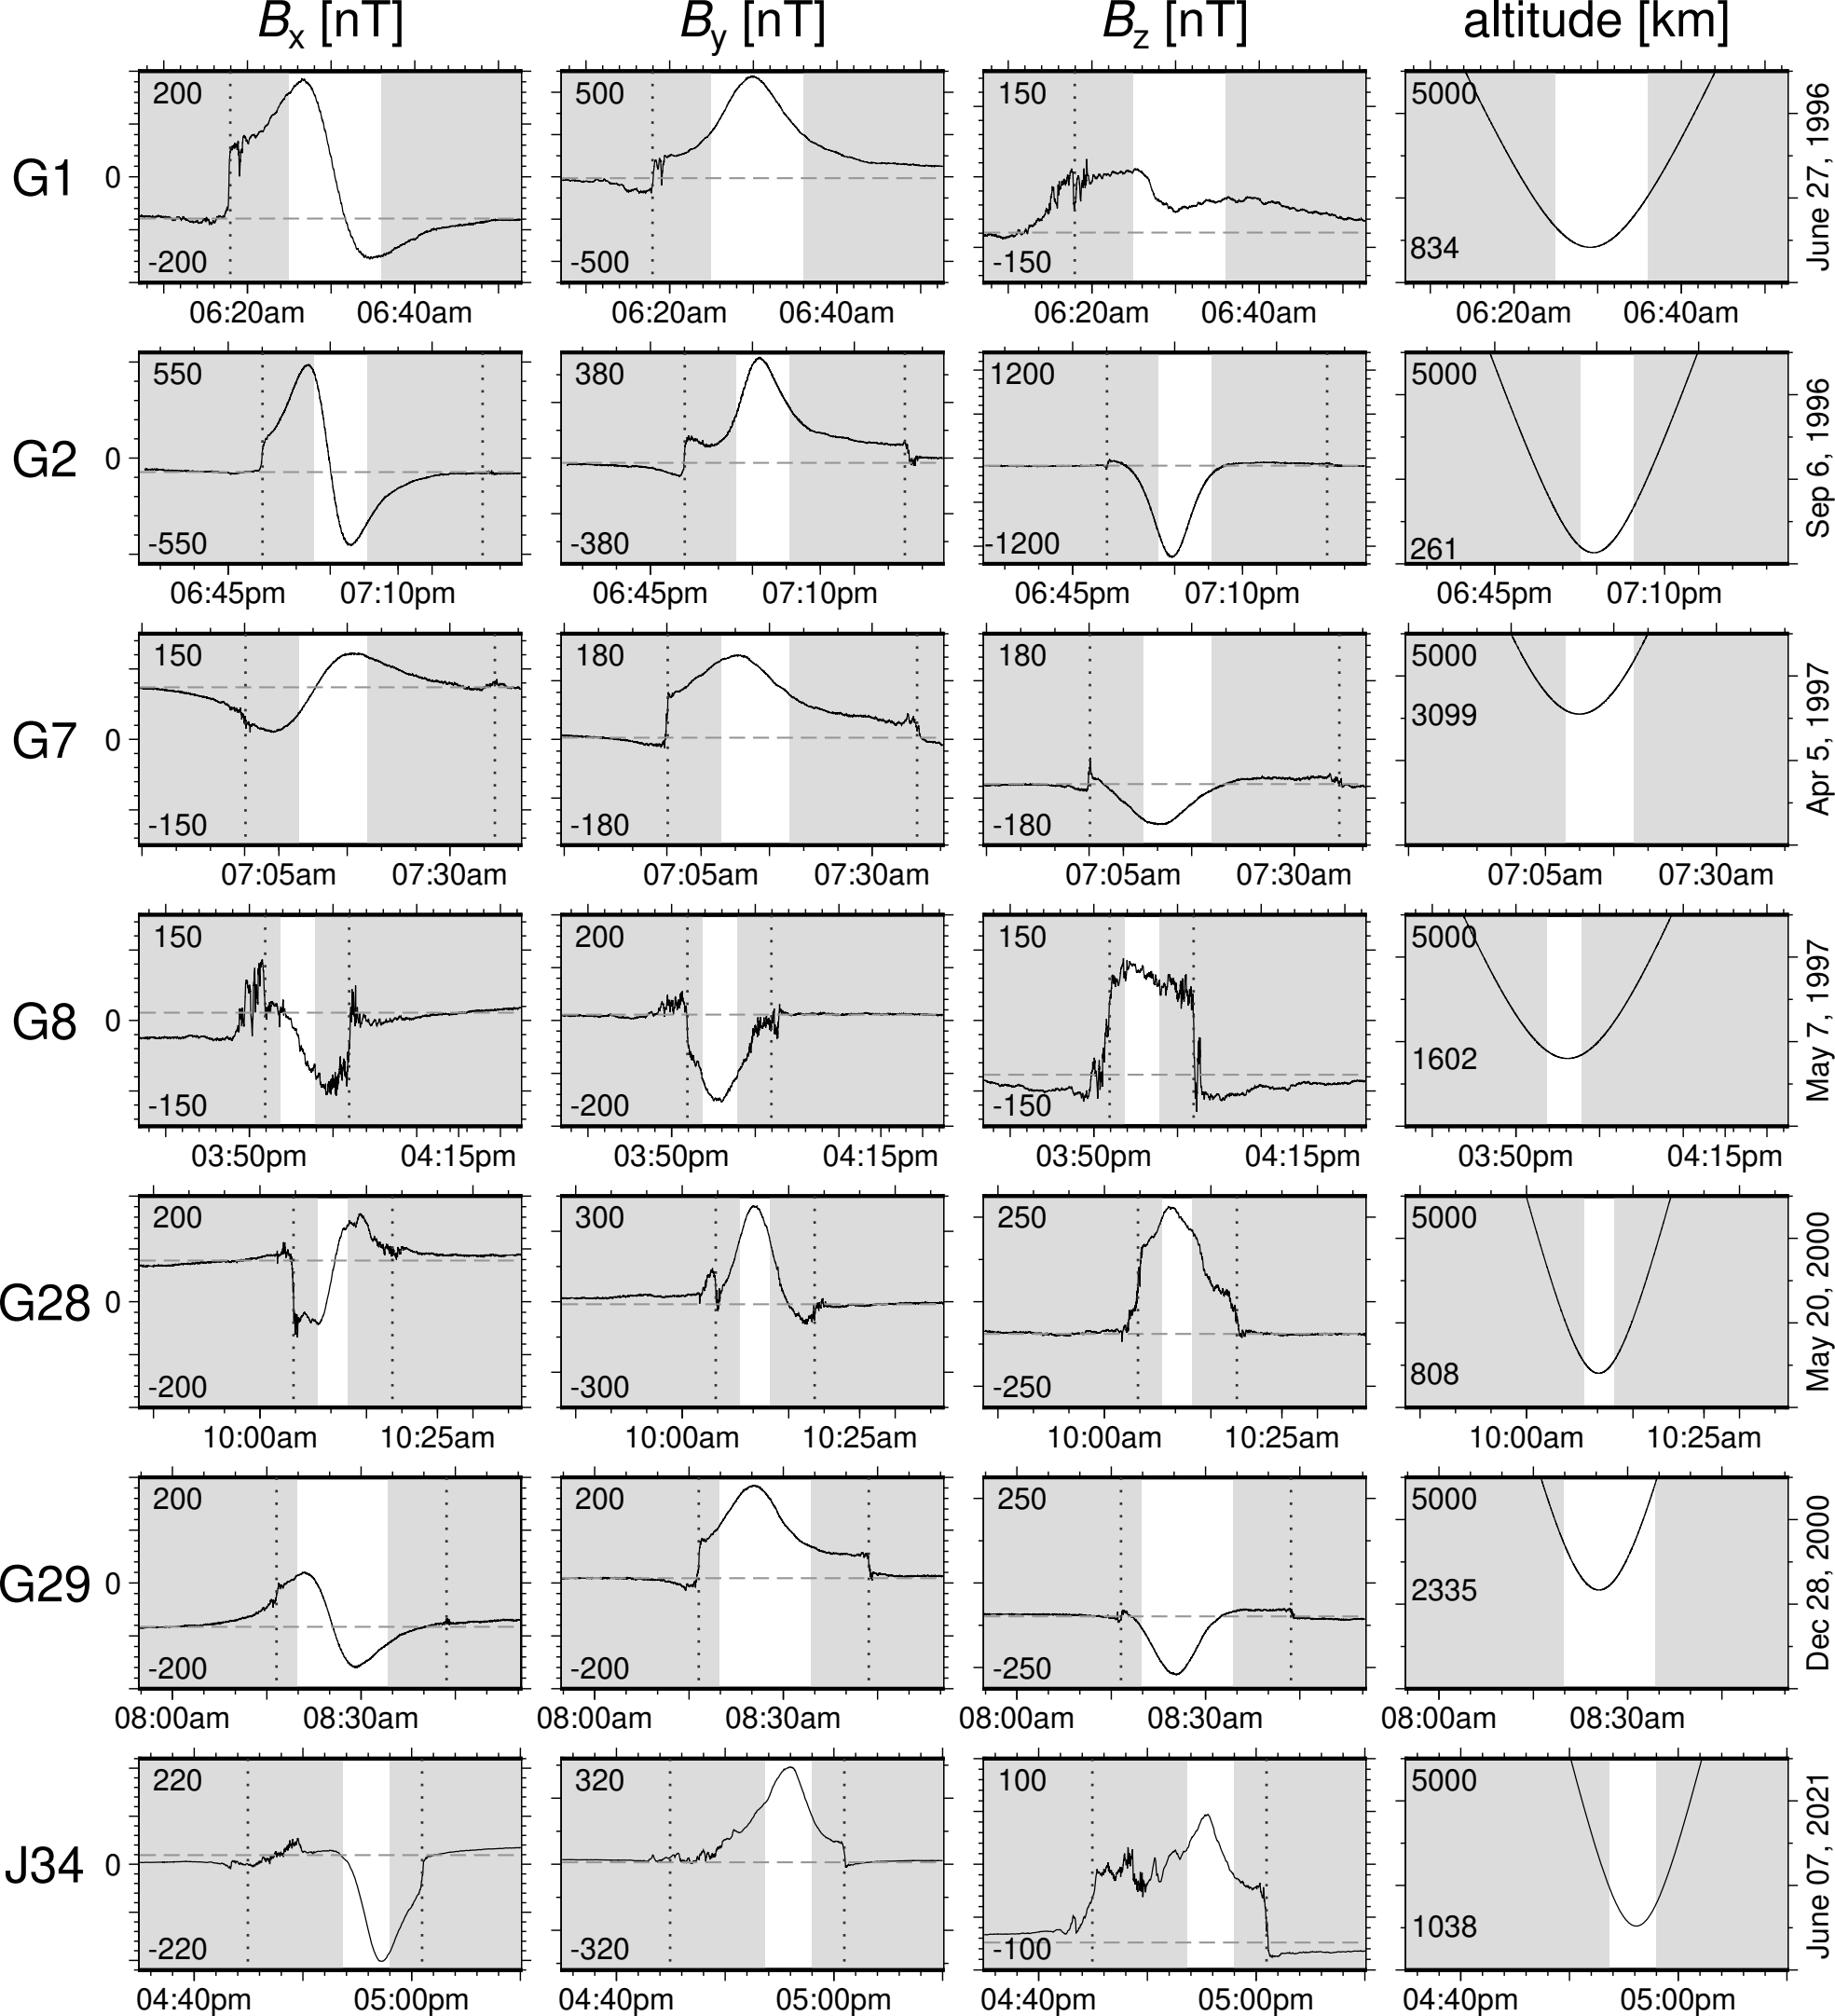 Bx [nT] By [nT] Bz [nT] altitude [km]
200 500 150 5000
G1 0 June 27, 1996
-200 -500 -150 834
06:20am 06:40am 06:20am 06:40am 06:20am 06:40am 06:20am 06:40am
550 380 1200 5000
G2 0 Sep 6, 1996
-550 -380 -1200 261
06:45pm 07:10pm 06:45pm 07:10pm 06:45pm 07:10pm 06:45pm 07:10pm
150 180 180 5000
G7 0 3099 Apr 5, 1997
-150 -180 -180
07:05am 07:30am 07:05am 07:30am 07:05am 07:30am 07:05am 07:30am
150 200 150 5000
G8 0 1602 May 7, 1997
-150 -200 -150
03:50pm 04:15pm 03:50pm 04:15pm 03:50pm 04:15pm 03:50pm 04:15pm
200 300 250 5000
G28 0 May 20, 2000
-200 -300 -250 808
10:00am 10:25am 10:00am 10:25am 10:00am 10:25am 10:00am 10:25am
200 200 250 5000
G29 0 2335 Dec 28, 2000
-200 -200 -250
08:00am 08:30am 08:00am 08:30am 08:00am 08:30am 08:00am 08:30am
220 320 100 5000
J34 0 June 07, 2021
-220 -320 -100 1038
04:40pm 05:00pm 04:40pm 05:00pm 04:40pm 05:00pm 04:40pm 05:00pm